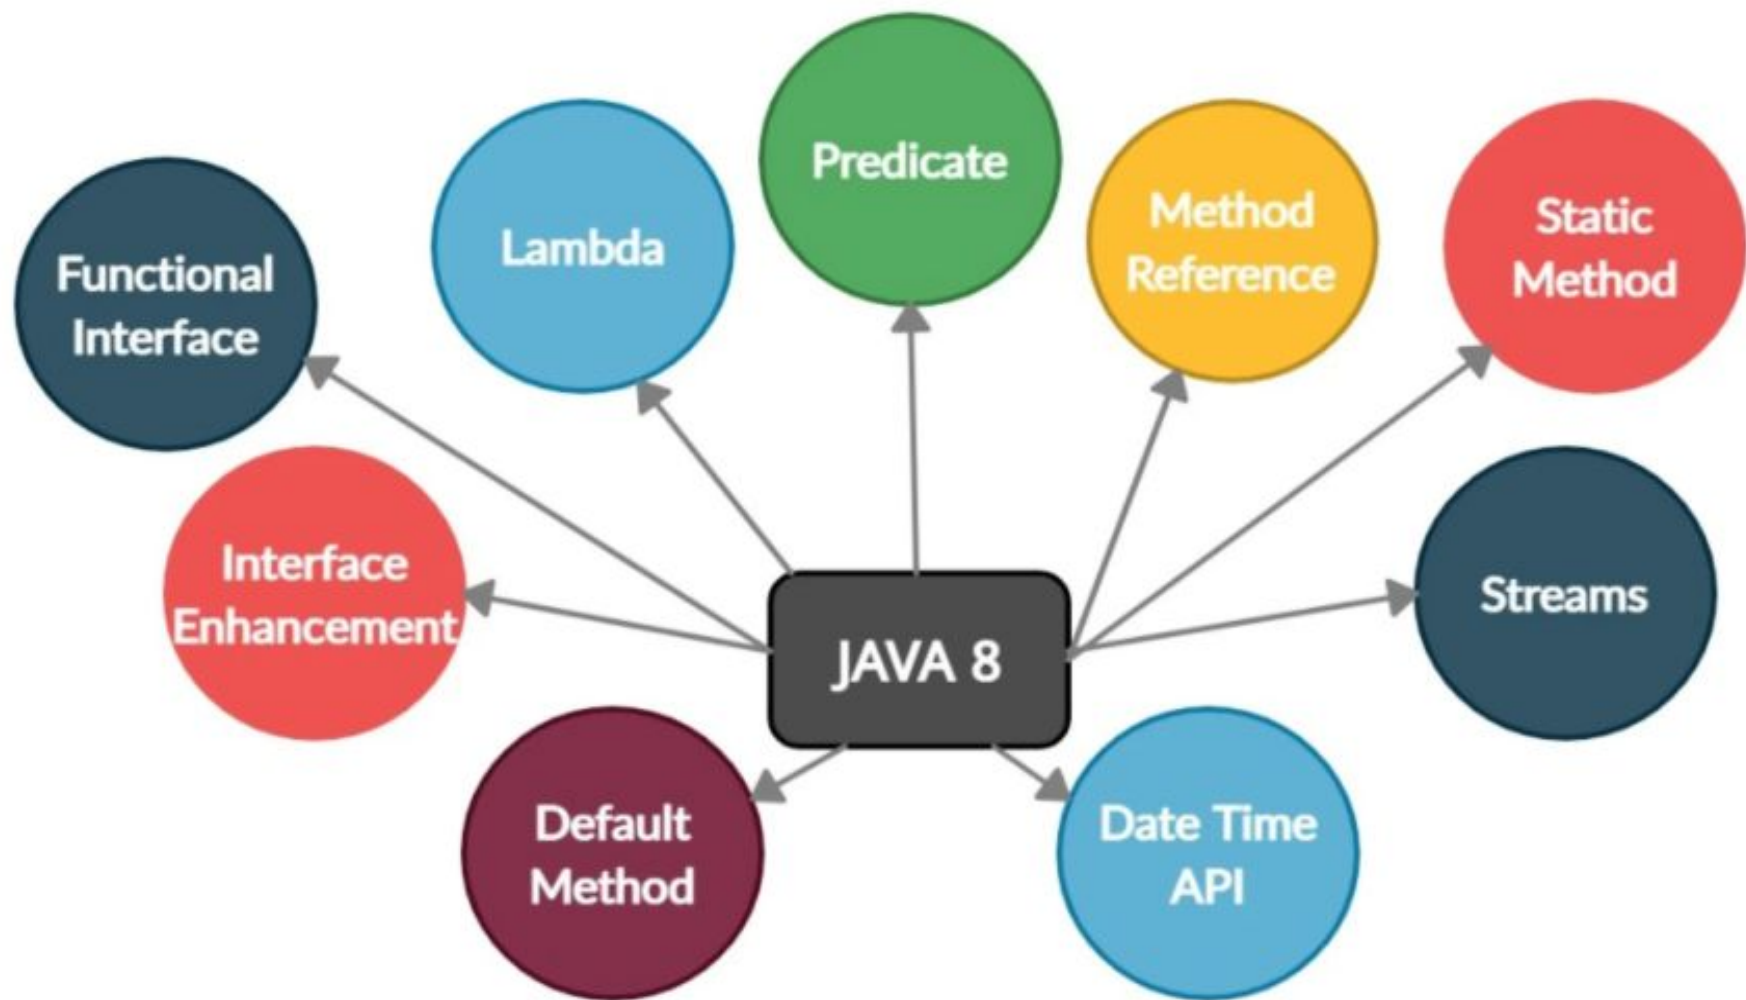 Predicate
Lambda
Method
Reference
Static
Method
Functional
Interface
Interface
Enhancement
Streams
JAVA 8
Default
Method
Date Time
API